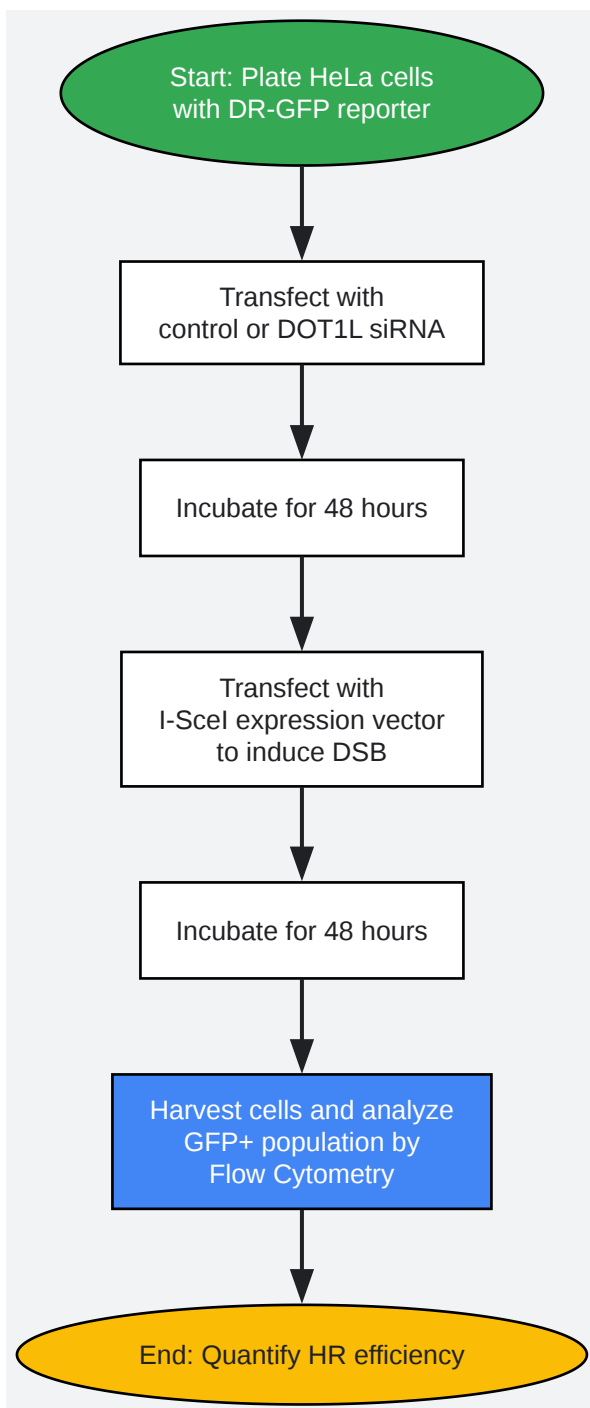 Start: Plate HeLa cells
with DR-GFP reporter
Transfect with
control or DOT1L siRNA
Incubate for 48 hours
Transfect with
I-SceI expression vector
to induce DSB
Incubate for 48 hours
Harvest cells and analyze
GFP+ population by
Flow Cytometry
End: Quantify HR efficiency